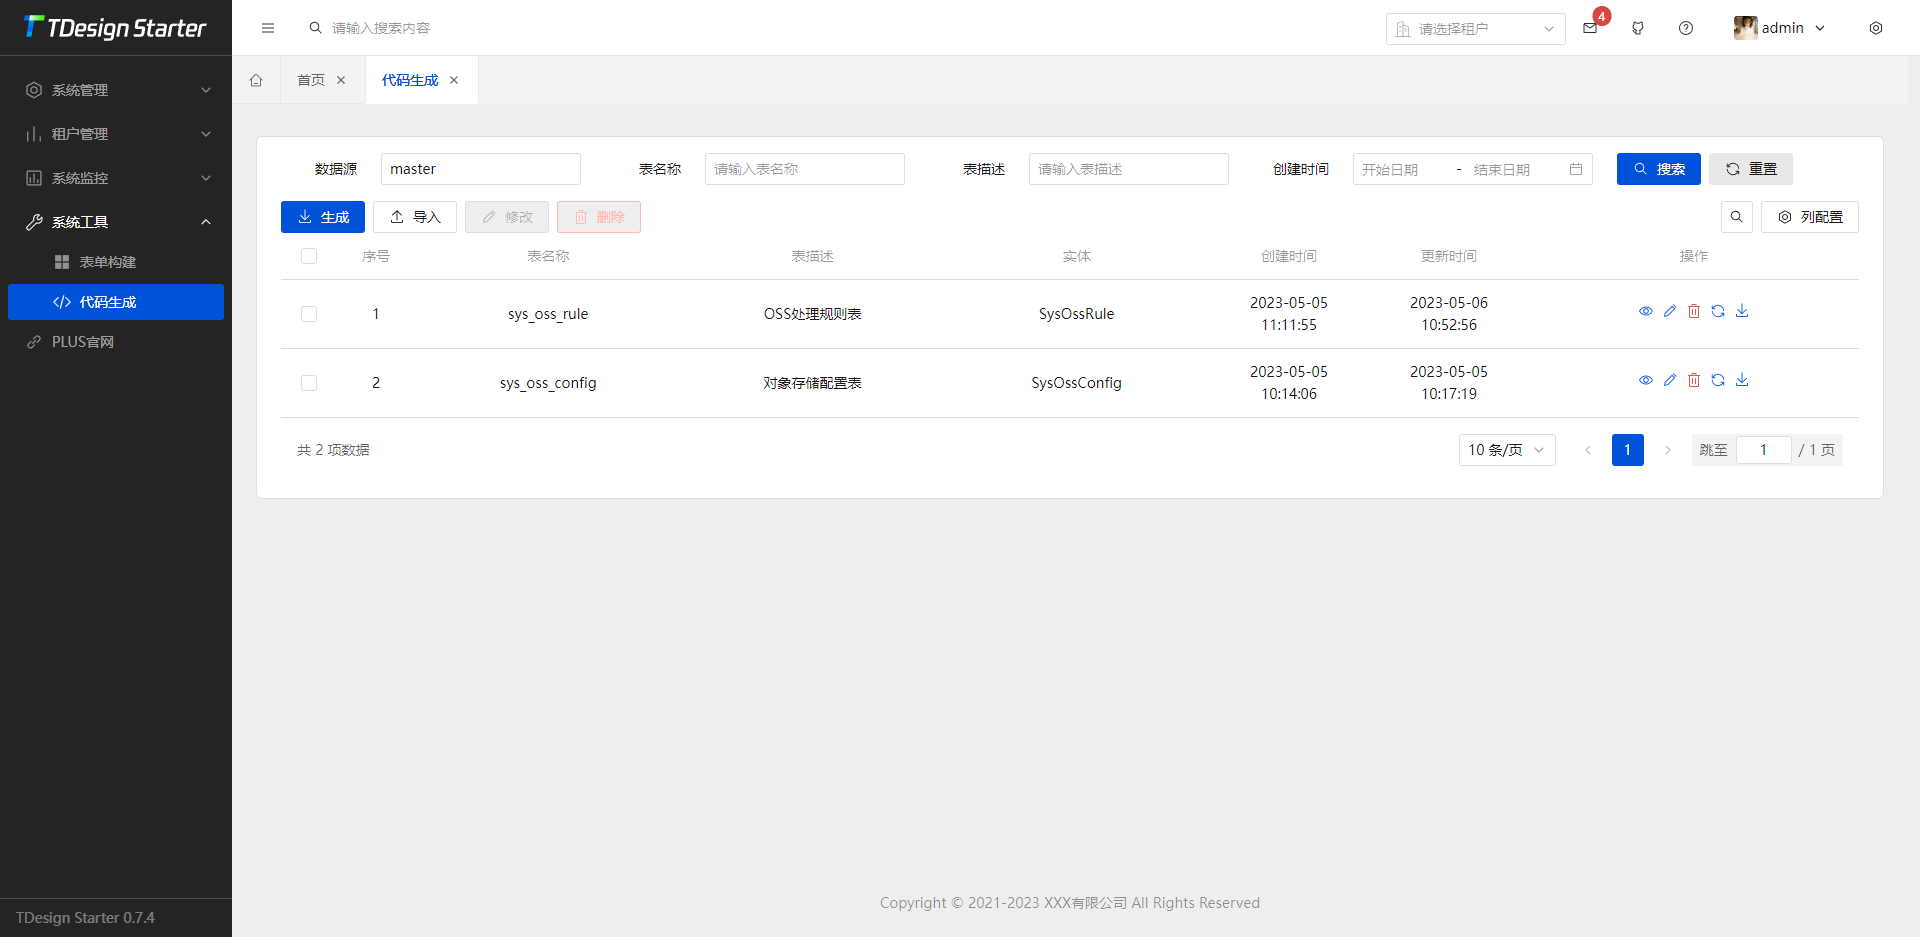 TDesign Starter
请输入搜索内容
请选择租户
4
admin
系统管理
租户管理
系统监控
系统工具
表单构建
代码生成
PLUS官网
首页
代码生成
数据源 master 表名称 请输入表名称 表描述 请输入表描述 创建时间 开始日期 - 结束日期 搜索 重置
生成 导入 修改 删除 列配置
序号 表名称 表描述 实体 创建时间 更新时间 操作
1 sys_oss_rule OSS处理规则表 SysOssRule 2023-05-05 11:11:55 2023-05-06 10:52:56
2 sys_oss_config 对象存储配置表 SysOssConfig 2023-05-05 10:14:06 2023-05-05 10:17:19
共 2 项数据 10 条/页 1 跳至 1 / 1 页
Copyright © 2021-2023 XXX有限公司 All Rights Reserved
TDesign Starter 0.7.4